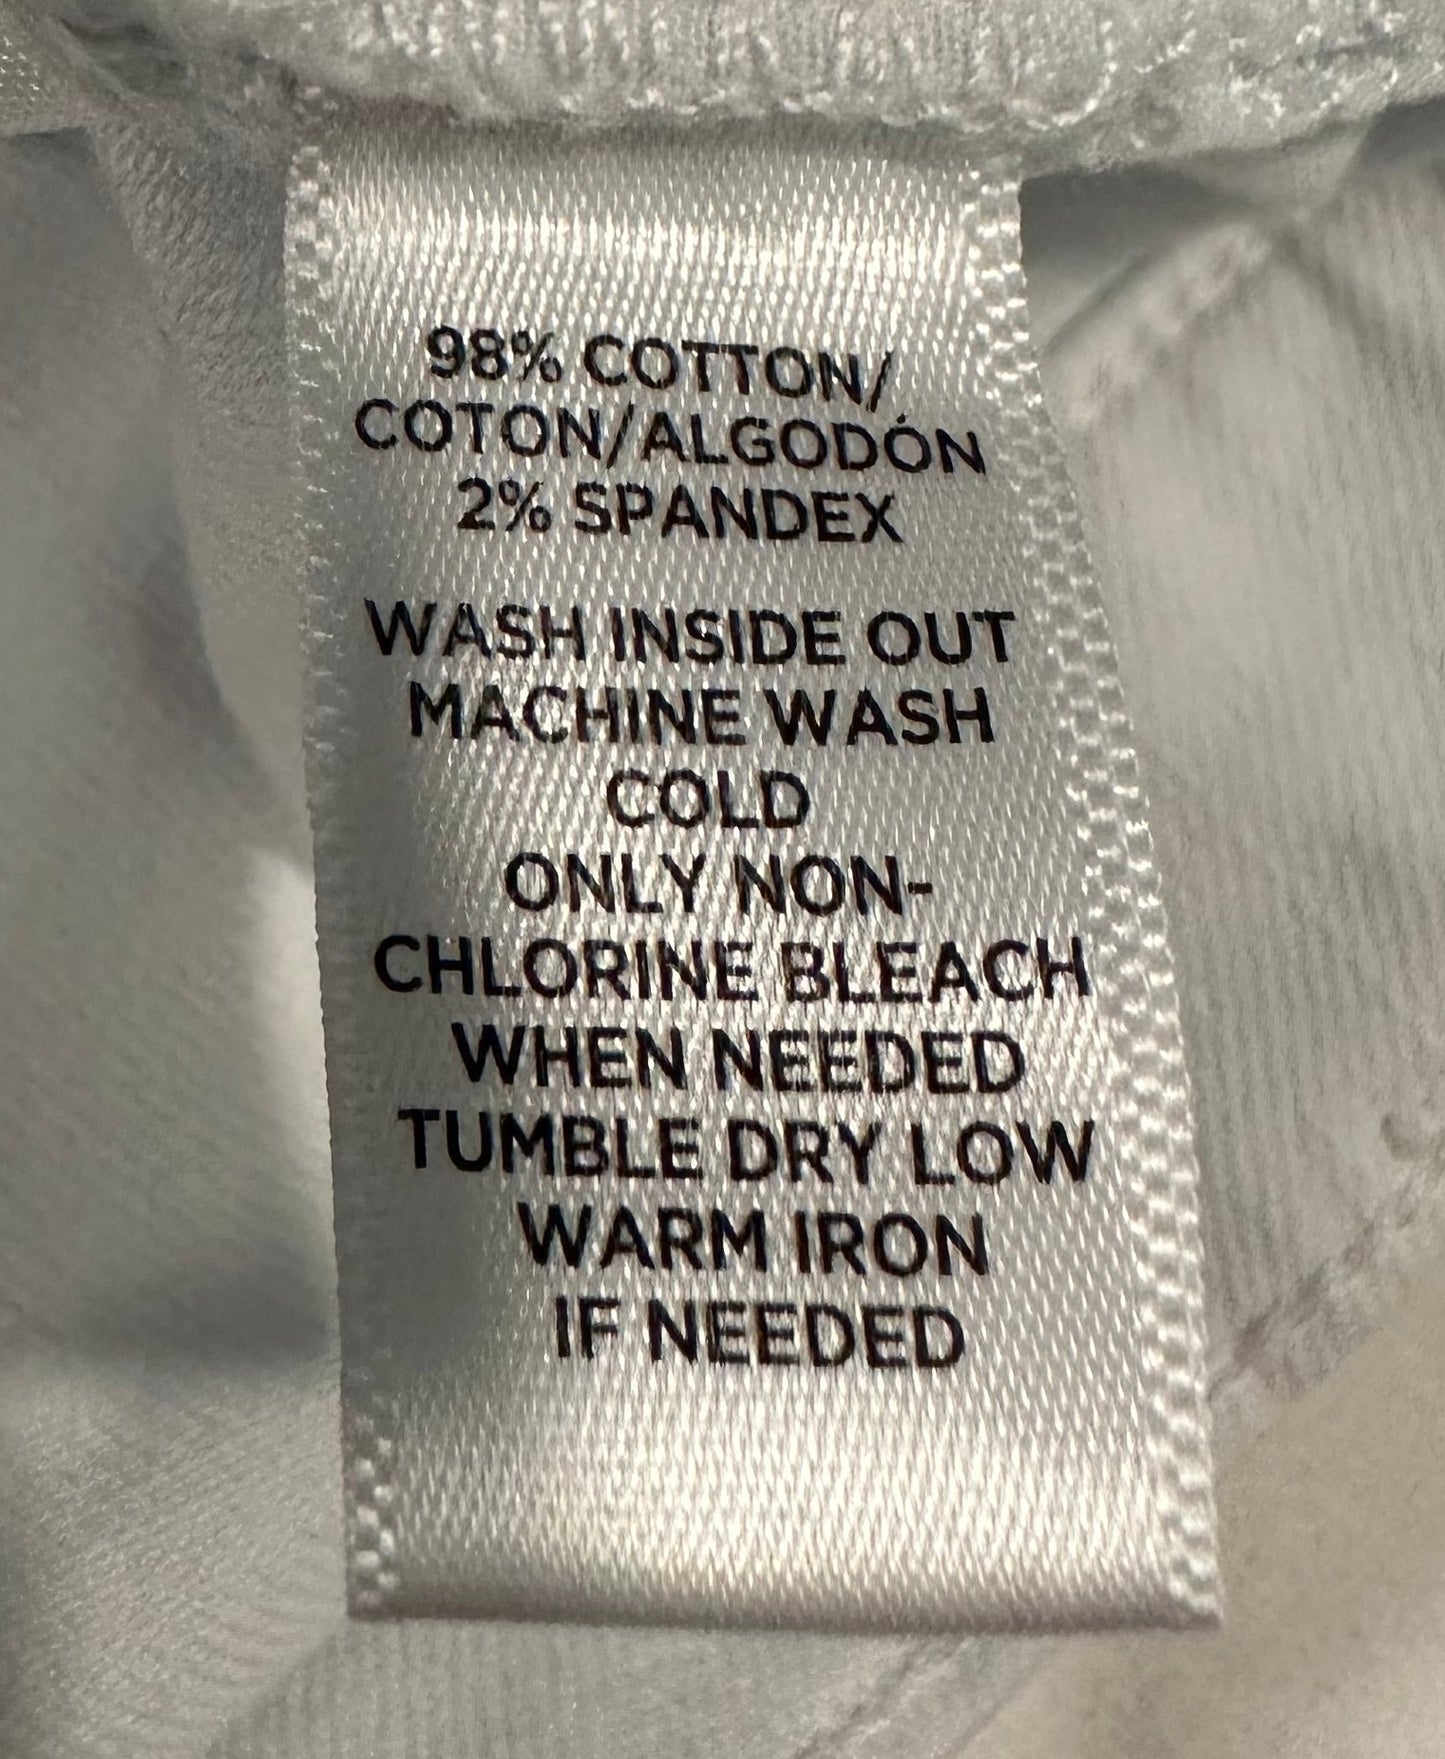 98% COTTON/
COTON/ALGODÓN
2% SPANDEX
WASH INSIDE OUT
MACHINE WASH
COLD
ONLY NON-
CHLORINE BLEACH
WHEN NEEDED
TUMBLE DRY LOW
WARM IRON
IF NEEDED